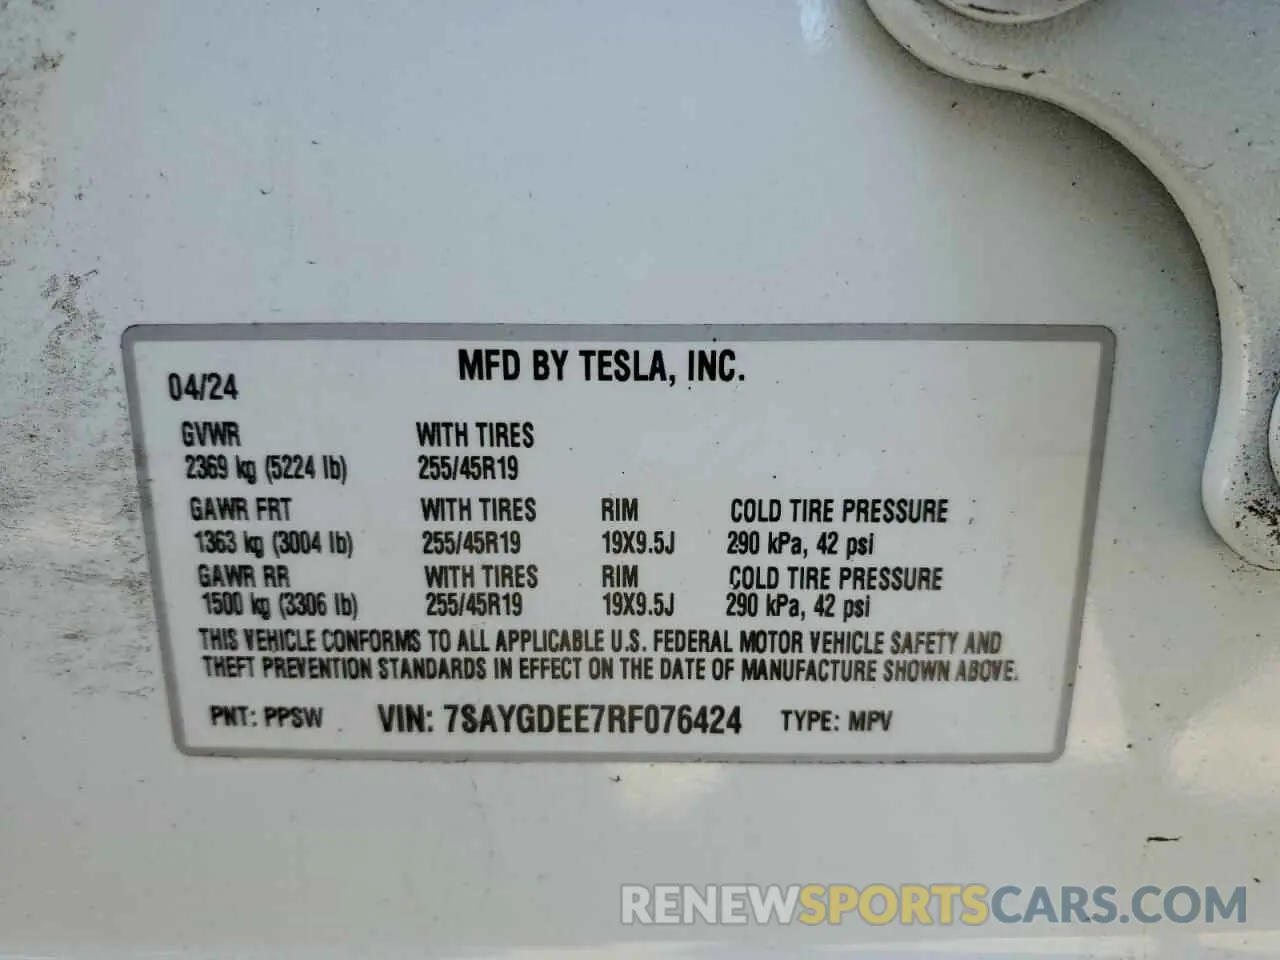 MFD BY TESLA, INC.
04/24
GVWR WITH TIRES
2369 kg (5224 lb) 255/45R19
GAWR FRT WITH TIRES RIM COLD TIRE PRESSURE
1363 kg (3004 lb) 255/45R19 19X9.5J 290 kPa, 42 psi
GAWR RR WITH TIRES RIM COLD TIRE PRESSURE
1500 kg (3306 lb) 255/45R19 19X9.5J 290 kPa, 42 psi
THIS VEHICLE CONFORMS TO ALL APPLICABLE U.S. FEDERAL MOTOR VEHICLE SAFETY AND
THEFT PREVENTION STANDARDS IN EFFECT ON THE DATE OF MANUFACTURE SHOWN ABOVE.
PNT: PPSW VIN: 7SAYGDEE7RF076424 TYPE: MPV
RENEWSPORTSCARS.COM